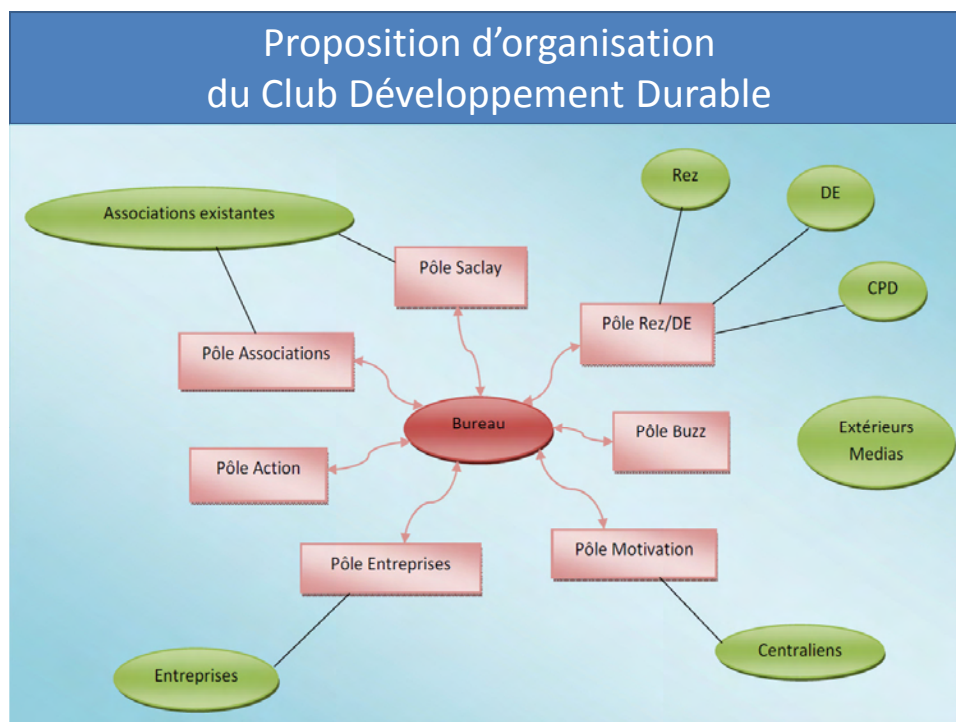 Proposition d'organisation
du Club Développement Durable
Rez
DE
Associations existantes
Pôle Saclay
CPD
Pôle Rez/DE
Pôle Associations
Bureau
Pôle Buzz
Extérieurs
Medias
Pôle Action
Pôle Entreprises
Pôle Motivation
Centraliens
Entreprises